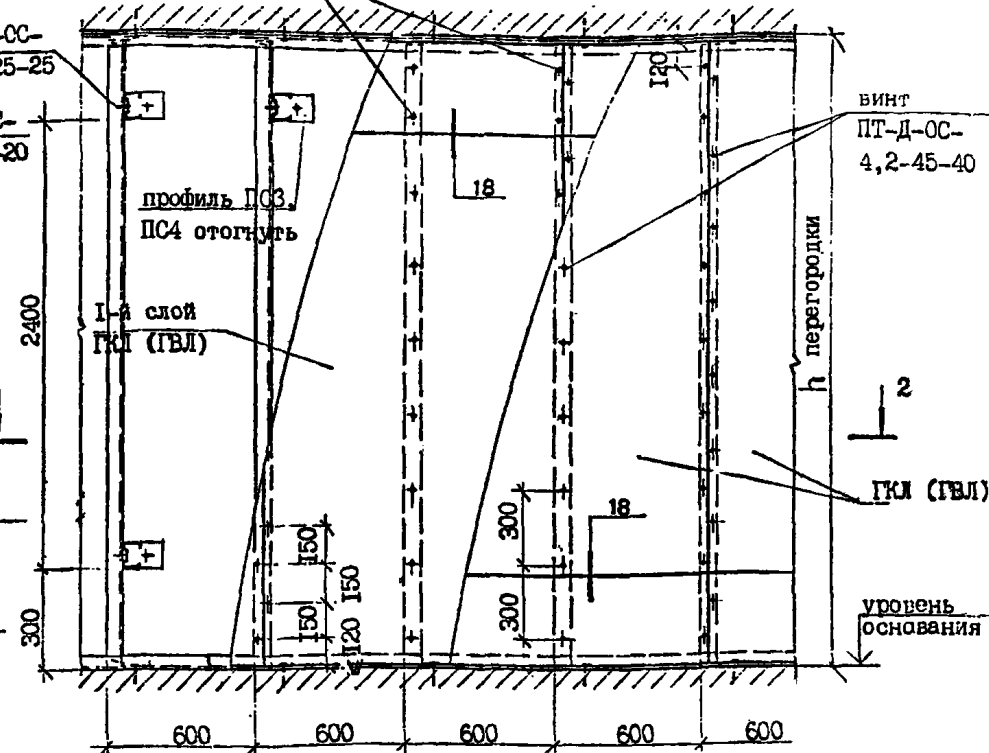 ОС-
25-25
-20
120
винт
ПТ-Д-ОС-
4,2-45-40
18
профиль ПС3,
ПС4 отогнуть
h перегородки
2400
I-й слой
ГКЛ (ГВЛ)
2
ГКЛ (ГВЛ)
300
18
150
150
300
150
120
300
уровень
основания
600
600
600
600
600